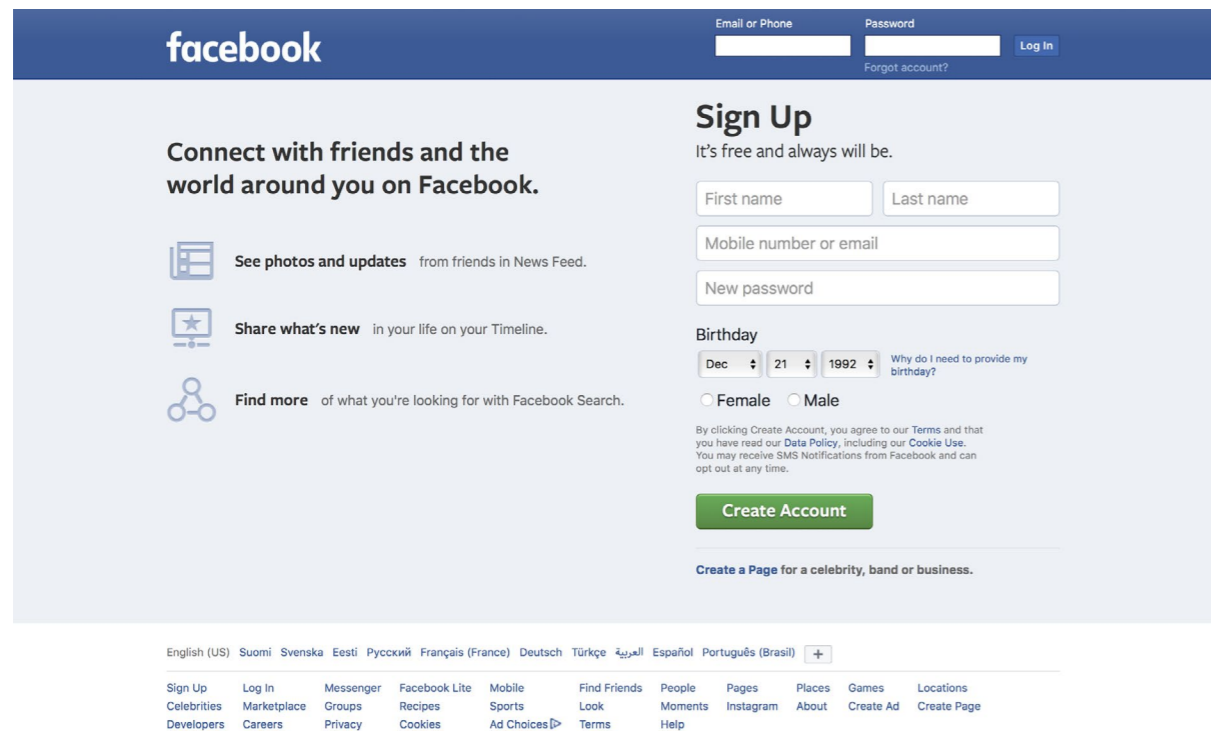 facebook
Email or Phone
Password
Log In
Forgot account?
Connect with friends and the
world around you on Facebook.
See photos and updates from friends in News Feed.
Share what's new in your life on your Timeline.
Find more of what you're looking for with Facebook Search.
Sign Up
It's free and always will be.
First name
Last name
Mobile number or email
New password
Birthday
Dec 21 1992
Why do I need to provide my
birthday?
Female Male
By clicking Create Account, you agree to our Terms and that
you have read our Data Policy, including our Cookie Use.
You may receive SMS Notifications from Facebook and can
opt out at any time.
Create Account
Create a Page for a celebrity, band or business.
English (US) Suomi Svenska Eesti Русский Français (France) Deutsch Türkçe العربية Español Português (Brasil) +
Sign Up Log In Messenger Facebook Lite Mobile Find Friends People Pages Places Games Locations
Celebrities Marketplace Groups Recipes Sports Look Moments Instagram About Create Ad Create Page
Developers Careers Privacy Cookies Ad Choices Terms Help